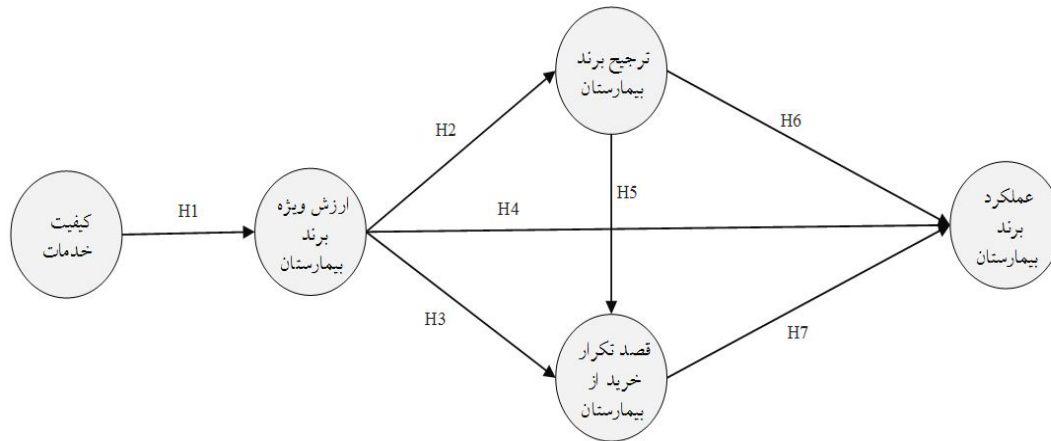 ترجیح برند
بیمارستان
H6
H2
H5
کیفیت
خدمات
H1
ارزش ویژه
برند
بیمارستان
H4
عملکرد
برند
بیمارستان
H3
H7
قصد تکرار
خرید از
بیمارستان